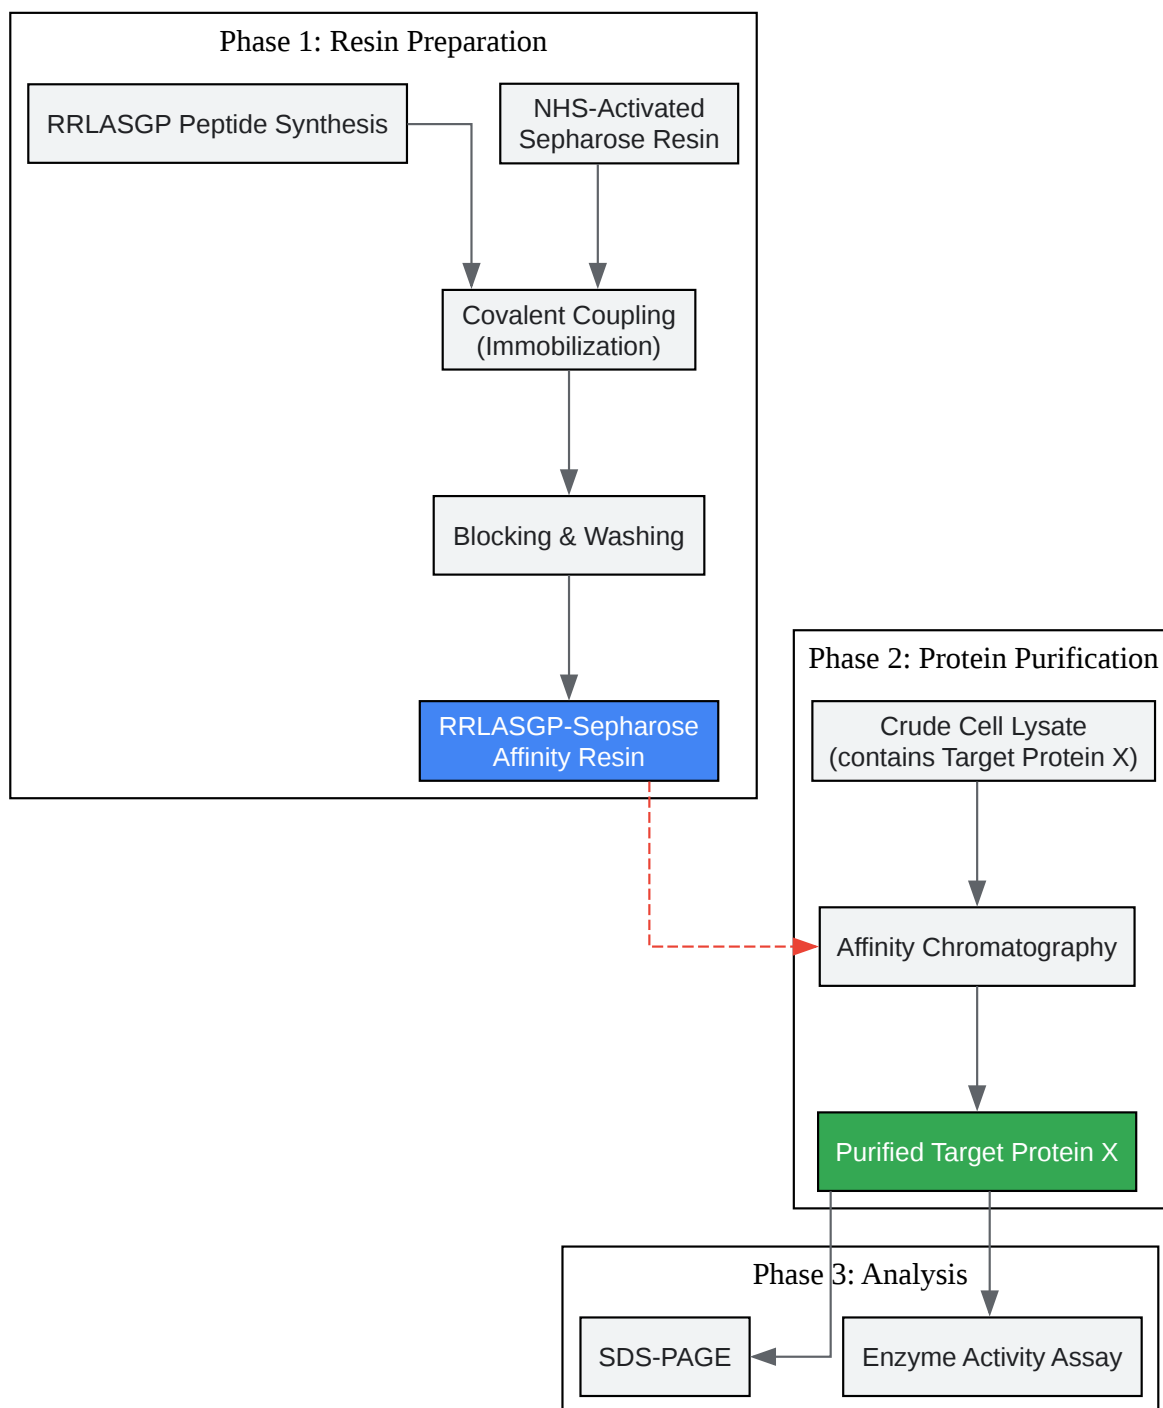 Phase 1: Resin Preparation
RRLASGP Peptide Synthesis
NHS-Activated
Sepharose Resin
Covalent Coupling
(Immobilization)
Blocking & Washing
RRLASGP-Sepharose
Affinity Resin
Phase 2: Protein Purification
Crude Cell Lysate
(contains Target Protein X)
Affinity Chromatography
Purified Target Protein X
Phase 3: Analysis
SDS-PAGE
Enzyme Activity Assay